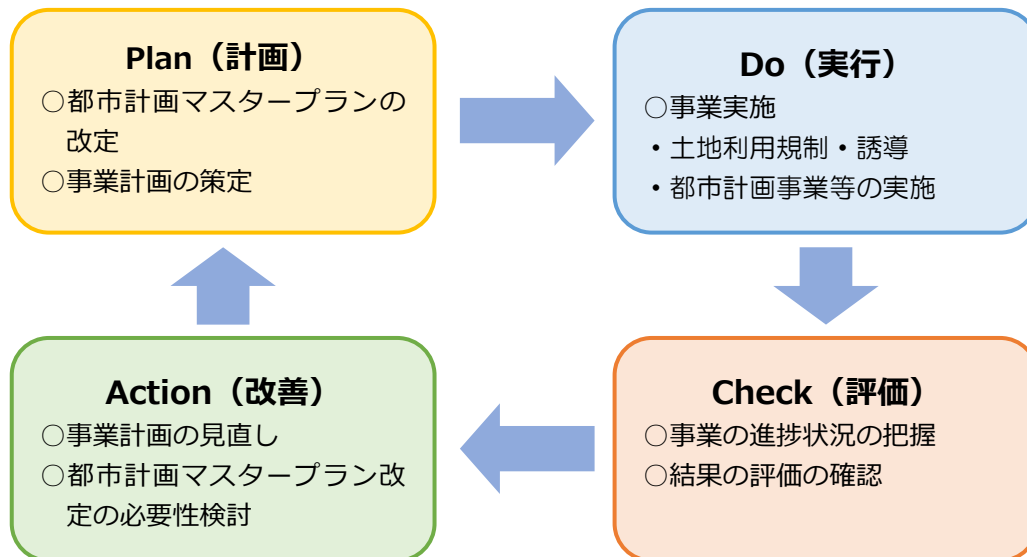 Plan（計画）
○都市計画マスタープランの
改定
○事業計画の策定
Do（実行）
○事業実施
・土地利用規制・誘導
・都市計画事業等の実施
Action（改善）
○事業計画の見直し
○都市計画マスタープラン改
定の必要性検討
Check（評価）
○事業の進捗状況の把握
○結果の評価の確認